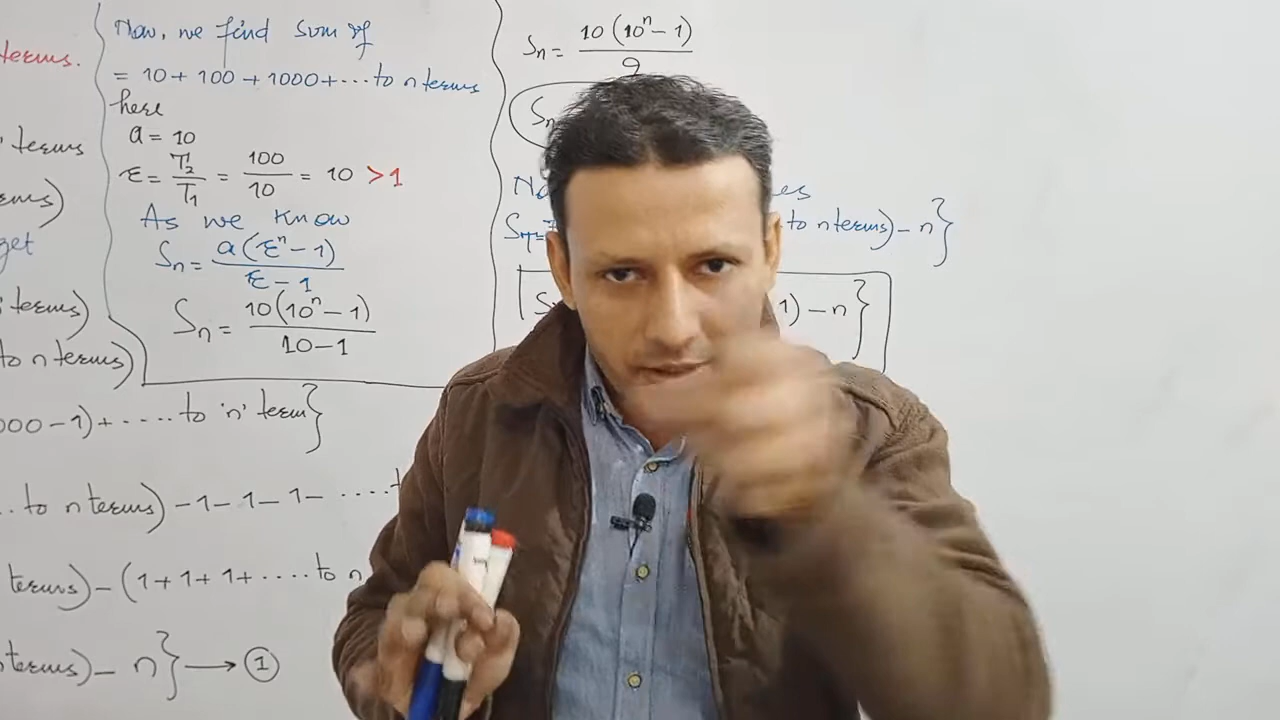 terms.
terms
terms)
get
terms)
to n terms)
000 - 1) + ..... to 'n' term}
.. to n terms) - 1 - 1 - 1 - .....t
terms) - (1 + 1 + 1 + .... to n
terms) - n} → ①
Now, we find sum of
= 10 + 100 + 1000 + ... to n terms
here
a = 10
r = T₂/T₁ = 100/10 = 10 > 1
As we know
Sₙ = a(rⁿ - 1)/r - 1
Sₙ = 10(10ⁿ - 1)/10 - 1
Sₙ = 10(10ⁿ - 1)/9
Sₙ
to n terms) - n}
1) - n}